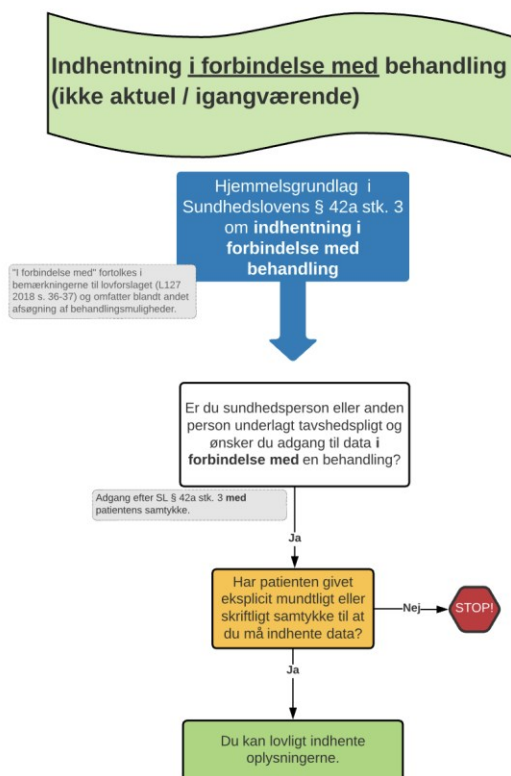 Indhentning i forbindelse med behandling
(ikke aktuel / igangværende)
Hjemmelsgrundlag i
Sundhedslovens § 42a stk. 3
om indhentning i
forbindelse med
behandling
"I forbindelse med" fortolkes i
bemærkningerne til lovforslaget (L127
2018 s. 36-37) og omfatter blandt andet
afsøgning af behandlingsmuligheder.
Er du sundhedsperson eller anden
person underlagt tavshedspligt og
ønsker du adgang til data i
forbindelse med en behandling?
Adgang efter SL § 42a stk. 3 med
patientens samtykke.
Ja
Har patienten givet
eksplicit mundtligt eller
skriftligt samtykke til at
du må indhente data?
Nej
STOP!
Ja
Du kan lovligt indhente
oplysningerne.